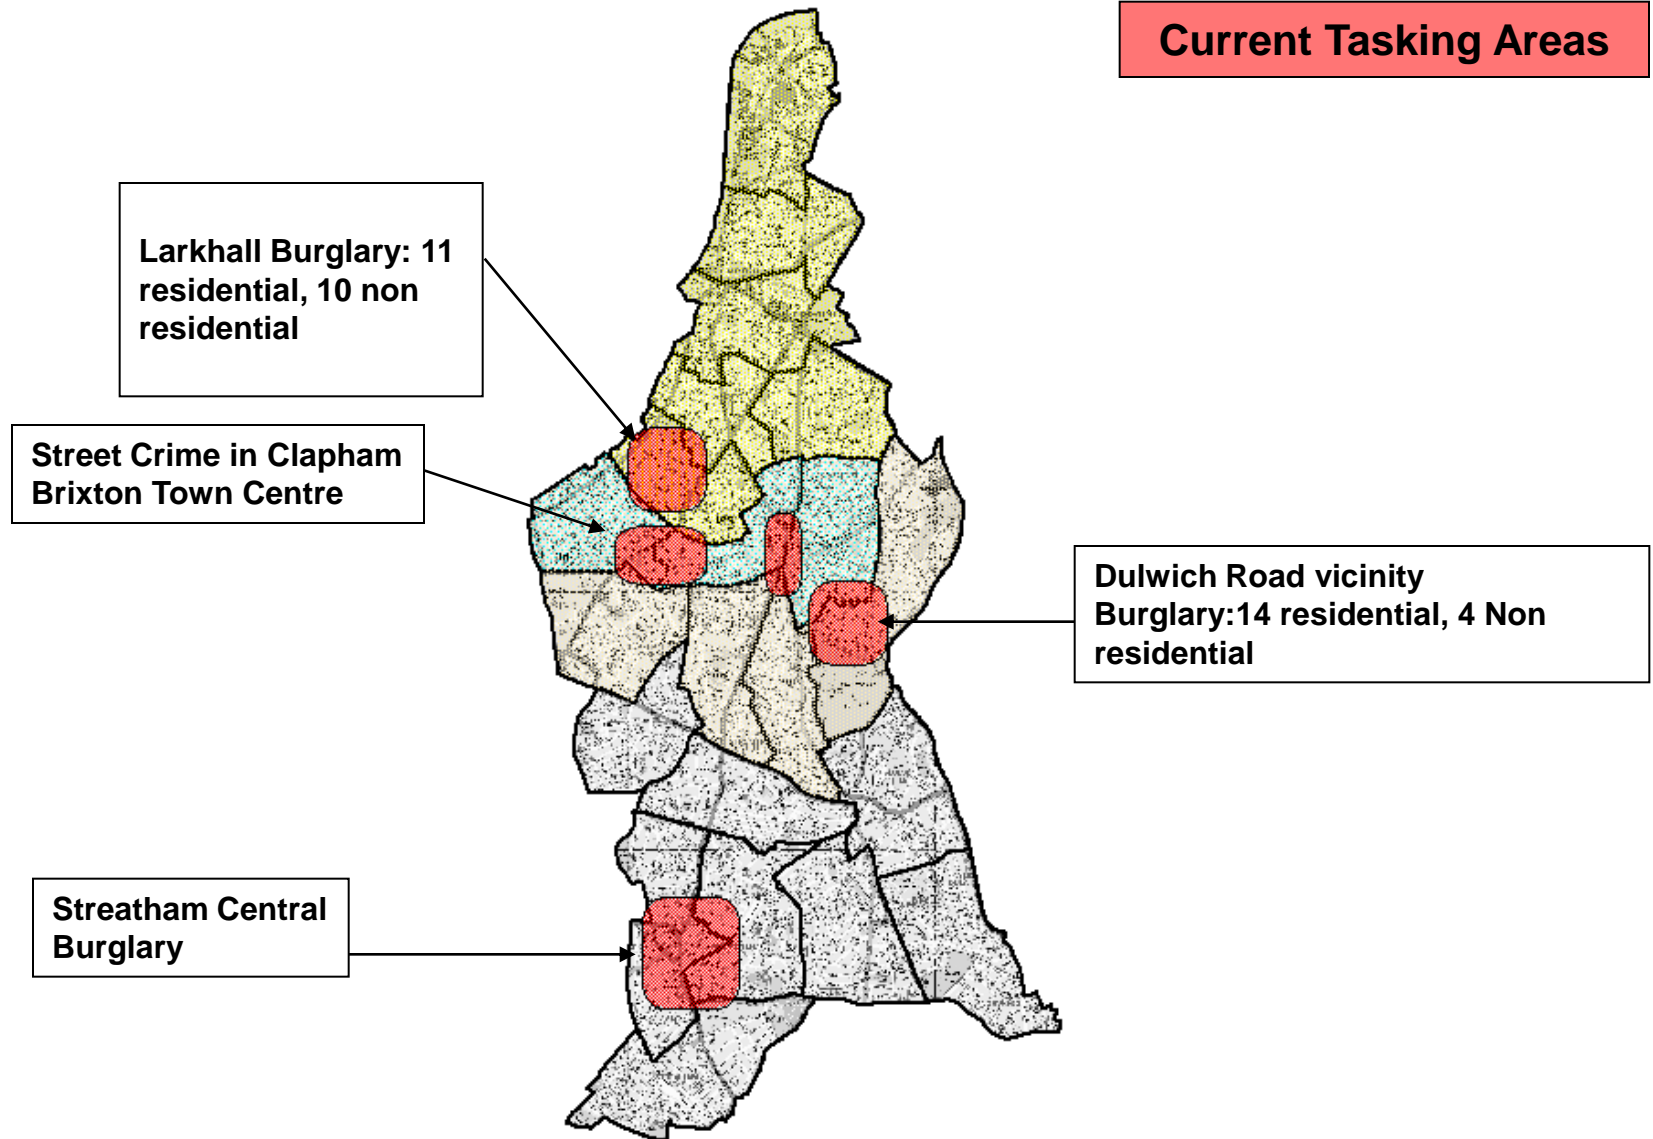 Current Tasking Areas
Larkhall Burglary: 11
residential, 10 non
residential
Street Crime in Clapham
Brixton Town Centre
Dulwich Road vicinity
Burglary:14 residential, 4 Non
residential
Streatham Central
Burglary